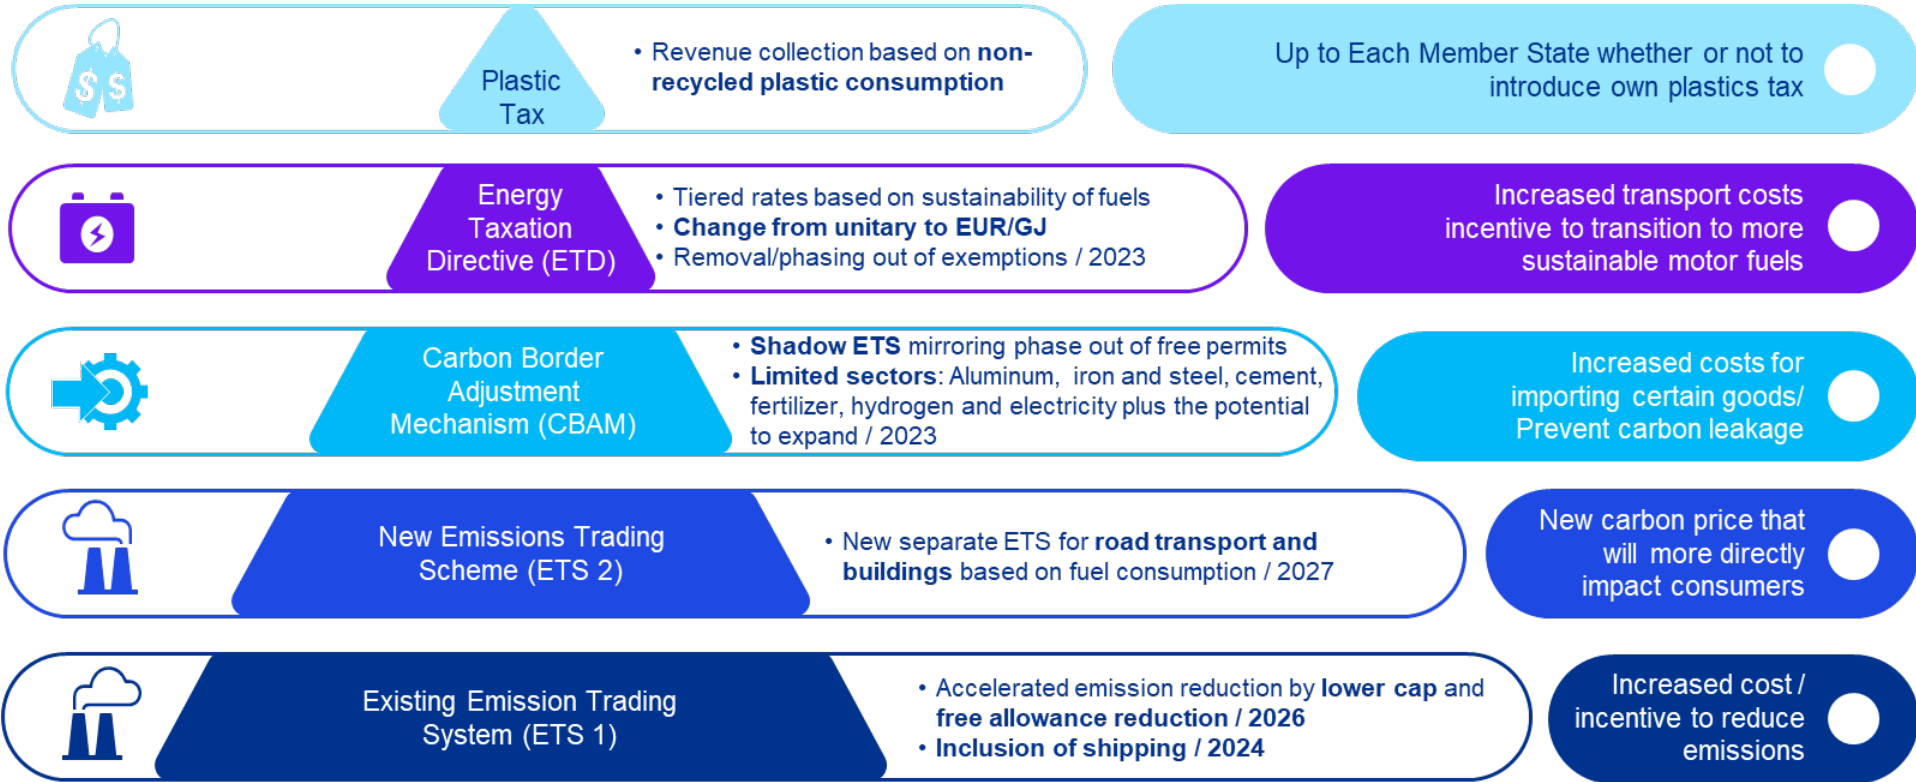 $ $
Plastic
Tax
• Revenue collection based on non-
recycled plastic consumption
Up to Each Member State whether or not to
introduce own plastics tax
Energy
Taxation
Directive (ETD)
• Tiered rates based on sustainability of fuels
• Change from unitary to EUR/GJ
• Removal/phasing out of exemptions / 2023
Increased transport costs
incentive to transition to more
sustainable motor fuels
Carbon Border
Adjustment
Mechanism (CBAM)
• Shadow ETS mirroring phase out of free permits
• Limited sectors: Aluminum, iron and steel, cement,
fertilizer, hydrogen and electricity plus the potential
to expand / 2023
Increased costs for
importing certain goods/
Prevent carbon leakage
New Emissions Trading
Scheme (ETS 2)
• New separate ETS for road transport and
buildings based on fuel consumption / 2027
New carbon price that
will more directly
impact consumers
Existing Emission Trading
System (ETS 1)
• Accelerated emission reduction by lower cap and
free allowance reduction / 2026
• Inclusion of shipping / 2024
Increased cost /
incentive to reduce
emissions